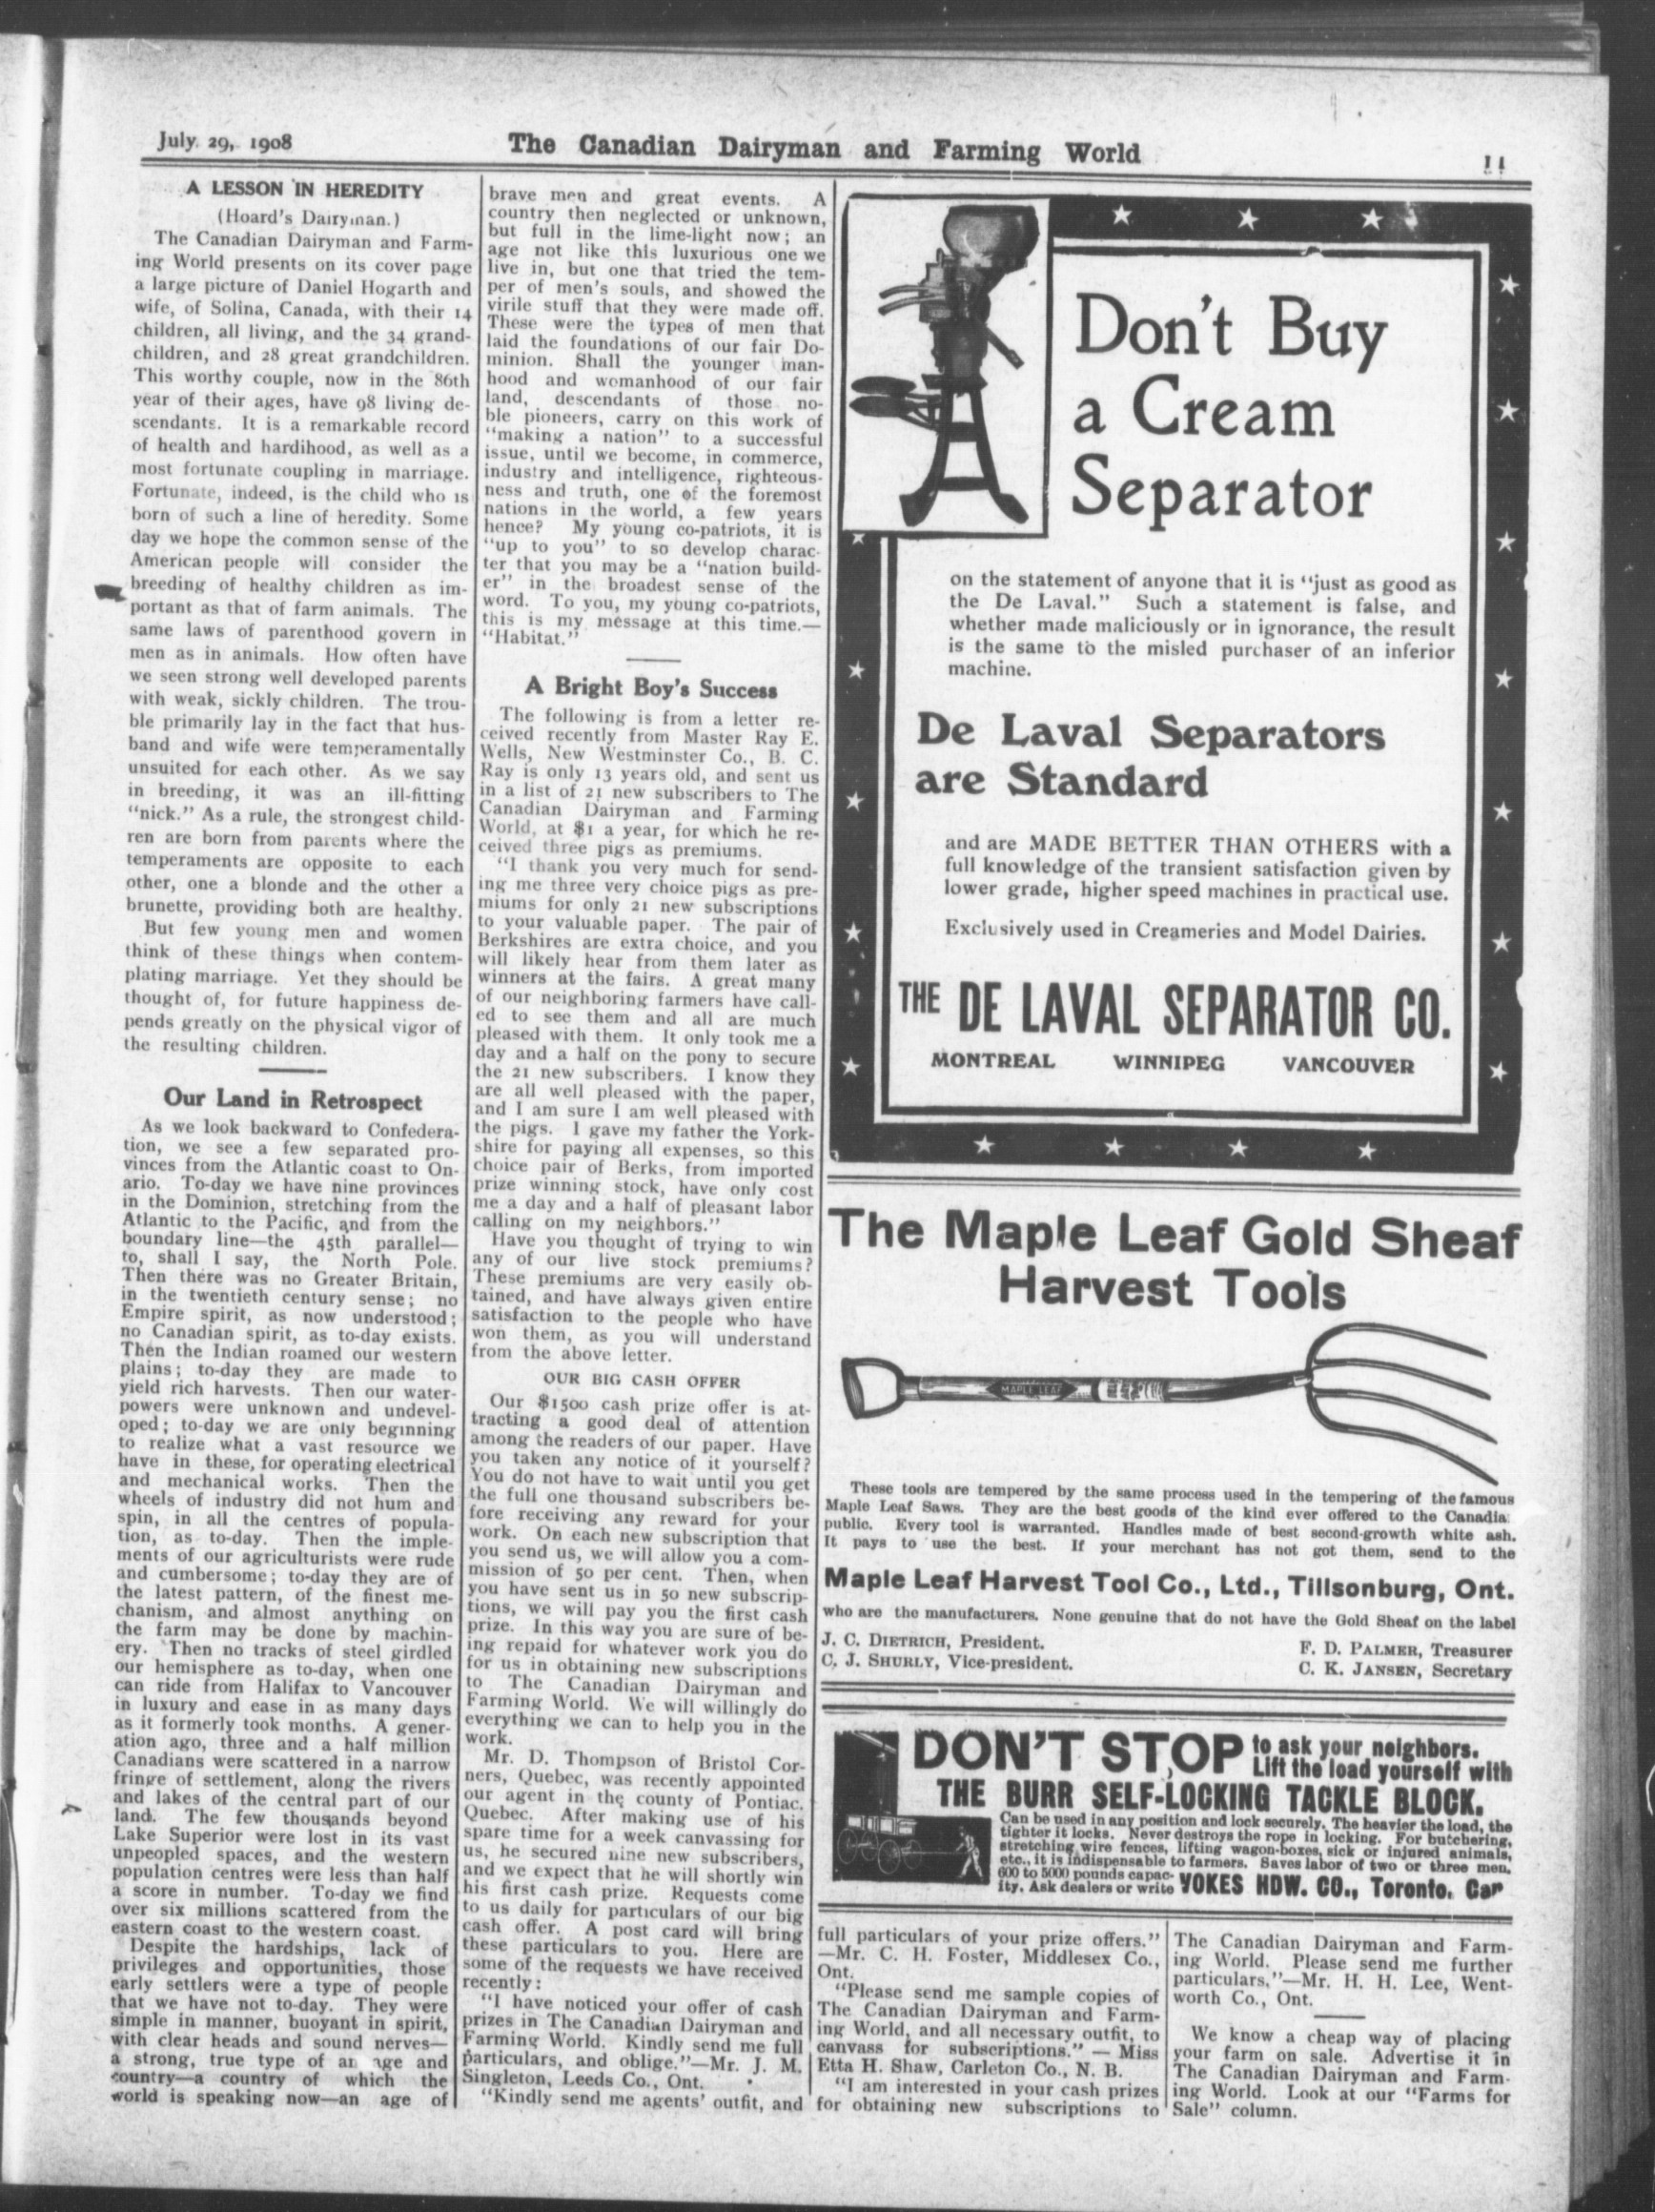 July 29, 1908
The Canadian Dairyman and Farming World
11
A LESSON IN HEREDITY
(Hoard's Dairyman.)
The Canadian Dairyman and Farm-
ing World presents on its cover page
a large picture of Daniel Hogarth and
wife, of Solina, Canada, with their 14
children, all living, and the 34 grand-
children, and 28 great grandchildren.
This worthy couple, now in the 86th
year of their ages, have 98 living de-
scendants. It is a remarkable record
of health and hardihood, as well as a
most fortunate coupling in marriage.
Fortunate, indeed, is the child who is
born of such a line of heredity. Some
day we hope the common sense of the
American people will consider the
breeding of healthy children as im-
portant as that of farm animals. The
same laws of parenthood govern in
men as in animals. How often have
we seen strong well developed parents
with weak, sickly children. The trou-
ble primarily lay in the fact that hus-
band and wife were temperamentally
unsuited for each other. As we say
in breeding, it was an ill-fitting
"nick." As a rule, the strongest child-
ren are born from parents where the
temperaments are opposite to each
other, one a blonde and the other a
brunette, providing both are healthy.
But few young men and women
think of these things when contem-
plating marriage. Yet they should be
thought of, for future happiness de-
pends greatly on the physical vigor of
the resulting children.
Our Land in Retrospect
As we look backward to Confedera-
tion, we see a few separated pro-
vinces from the Atlantic coast to On-
ario. To-day we have nine provinces
in the Dominion, stretching from the
Atlantic to the Pacific, and from the
boundary line—the 45th parallel—
to, shall I say, the North Pole.
Then there was no Greater Britain,
in the twentieth century sense; no
Empire spirit, as now understood;
no Canadian spirit, as to-day exists.
Then the Indian roamed our western
plains; to-day they are made to
yield rich harvests. Then our water-
powers were unknown and undevel-
oped; to-day we are only beginning
to realize what a vast resource we
have in these, for operating electrical
and mechanical works. Then the
wheels of industry did not hum and
spin, in all the centres of popula-
tion, as to-day. Then the imple-
ments of our agriculturists were rude
and cumbersome; to-day they are of
the latest pattern, of the finest me-
chanism, and almost anything on
the farm may be done by machin-
ery. Then no tracks of steel girdled
our hemisphere as to-day, when one
can ride from Halifax to Vancouver
in luxury and ease in as many days
as it formerly took months. A gener-
ation ago, three and a half million
Canadians were scattered in a narrow
fringe of settlement, along the rivers
and lakes of the central part of our
land. The few thousands beyond
Lake Superior were lost in its vast
unpeopled spaces, and the western
population centres were less than half
a score in number. To-day we find
over six millions scattered from the
eastern coast to the western coast.
Despite the hardships, lack of
privileges and opportunities, those
early settlers were a type of people
that we have not to-day. They were
simple in manner, buoyant in spirit,
with clear heads and sound nerves—
a strong, true type of an age and
country—a country of which the
world is speaking now—an age of
brave men and great events. A
country then neglected or unknown,
but full in the lime-light now; an
age not like this luxurious one we
live in, but one that tried the tem-
per of men's souls, and showed the
virile stuff that they were made off.
These were the types of men that
laid the foundations of our fair Do-
minion. Shall the younger man-
hood and womanhood of our fair
land, descendants of those no-
ble pioneers, carry on this work of
"making a nation" to a successful
issue, until we become, in commerce,
industry and intelligence, righteous-
ness and truth, one of the foremost
nations in the world, a few years
hence? My young co-patriots, it is
"up to you" to so develop charac-
ter that you may be a "nation build-
er" in the broadest sense of the
word. To you, my young co-patriots,
this is my message at this time.—
"Habitat."
A Bright Boy's Success
The following is from a letter re-
ceived recently from Master Ray E.
Wells, New Westminster Co., B. C.
Ray is only 13 years old, and sent us
in a list of 21 new subscribers to The
Canadian Dairyman and Farming
World, at $1 a year, for which he re-
ceived three pigs as premiums.
"I thank you very much for send-
ing me three very choice pigs as pre-
miums for only 21 new subscriptions
to your valuable paper. The pair of
Berkshires are extra choice, and you
will likely hear from them later as
winners at the fairs. A great many
of our neighboring farmers have call-
ed to see them and all are much
pleased with them. It only took me a
day and a half on the pony to secure
the 21 new subscribers. I know they
are all well pleased with the paper,
and I am sure I am well pleased with
the pigs. I gave my father the York-
shire for paying all expenses, so this
choice pair of Berks, from imported
prize winning stock, have only cost
me a day and a half of pleasant labor
calling on my neighbors."
Have you thought of trying to win
any of our live stock premiums?
These premiums are very easily ob-
tained, and have always given entire
satisfaction to the people who have
won them, as you will understand
from the above letter.
OUR BIG CASH OFFER
Our $1500 cash prize offer is at-
tracting a good deal of attention
among the readers of our paper. Have
you taken any notice of it yourself?
You do not have to wait until you get
the full one thousand subscribers be-
fore receiving any reward for your
work. On each new subscription that
you send us, we will allow you a com-
mission of 50 per cent. Then, when
you have sent us in 50 new subscrip-
tions, we will pay you the first cash
prize. In this way you are sure of be-
ing repaid for whatever work you do
for us in obtaining new subscriptions
to The Canadian Dairyman and
Farming World. We will willingly do
everything we can to help you in the
work.
Mr. D. Thompson of Bristol Cor-
ners, Quebec, was recently appointed
our agent in the county of Pontiac,
Quebec. After making use of his
spare time for a week canvassing for
us, he secured nine new subscribers,
and we expect that he will shortly win
his first cash prize. Requests come
to us daily for particulars of our big
cash offer. A post card will bring
these particulars to you. Here are
some of the requests we have received
recently:
"I have noticed your offer of cash
prizes in The Canadian Dairyman and
Farming World. Kindly send me full
particulars, and oblige."—Mr. J. M.
Singleton, Leeds Co., Ont.
"Kindly send me agents' outfit, and
full particulars of your prize offers."
—Mr. C. H. Foster, Middlesex Co.,
Ont.
"Please send me sample copies of
The Canadian Dairyman and Farm-
ing World, and all necessary outfit, to
canvass for subscriptions." — Miss
Etta H. Shaw, Carleton Co., N. B.
"I am interested in your cash prizes
for obtaining new subscriptions to
The Canadian Dairyman and Farm-
ing World. Please send me further
particulars,"—Mr. H. H. Lee, Went-
worth Co., Ont.
We know a cheap way of placing
your farm on sale. Advertise it in
The Canadian Dairyman and Farm-
ing World. Look at our "Farms for
Sale" column.
Don't Buy
a Cream
Separator
on the statement of anyone that it is "just as good as
the De Laval." Such a statement is false, and
whether made maliciously or in ignorance, the result
is the same to the misled purchaser of an inferior
machine.
De Laval Separators
are Standard
and are MADE BETTER THAN OTHERS with a
full knowledge of the transient satisfaction given by
lower grade, higher speed machines in practical use.
Exclusively used in Creameries and Model Dairies.
THE DE LAVAL SEPARATOR CO.
MONTREAL WINNIPEG VANCOUVER
The Maple Leaf Gold Sheaf
Harvest Tools
MAPLE LEAF
These tools are tempered by the same process used in the tempering of the famous
Maple Leaf Saws. They are the best goods of the kind ever offered to the Canadia
public. Every tool is warranted. Handles made of best second-growth white ash.
It pays to use the best. If your merchant has not got them, send to the
Maple Leaf Harvest Tool Co., Ltd., Tillsonburg, Ont.
who are the manufacturers. None genuine that do not have the Gold Sheaf on the label
J. C. DIETRICH, President.
C. J. SHURLY, Vice-president.
F. D. PALMER, Treasurer
C. K. JANSEN, Secretary
DON'T STOP to ask your neighbors.
Lift the load yourself with
THE BURR SELF-LOCKING TACKLE BLOCK.
Can be used in any position and lock securely. The heavier the load, the
tighter it locks. Never destroys the rope in locking. For butchering,
stretching wire fences, lifting wagon-boxes, sick or injured animals,
etc., it is indispensable to farmers. Saves labor of two or three men.
600 to 5000 pounds capac-
ity. Ask dealers or write VOKES HDW. CO., Toronto, Can